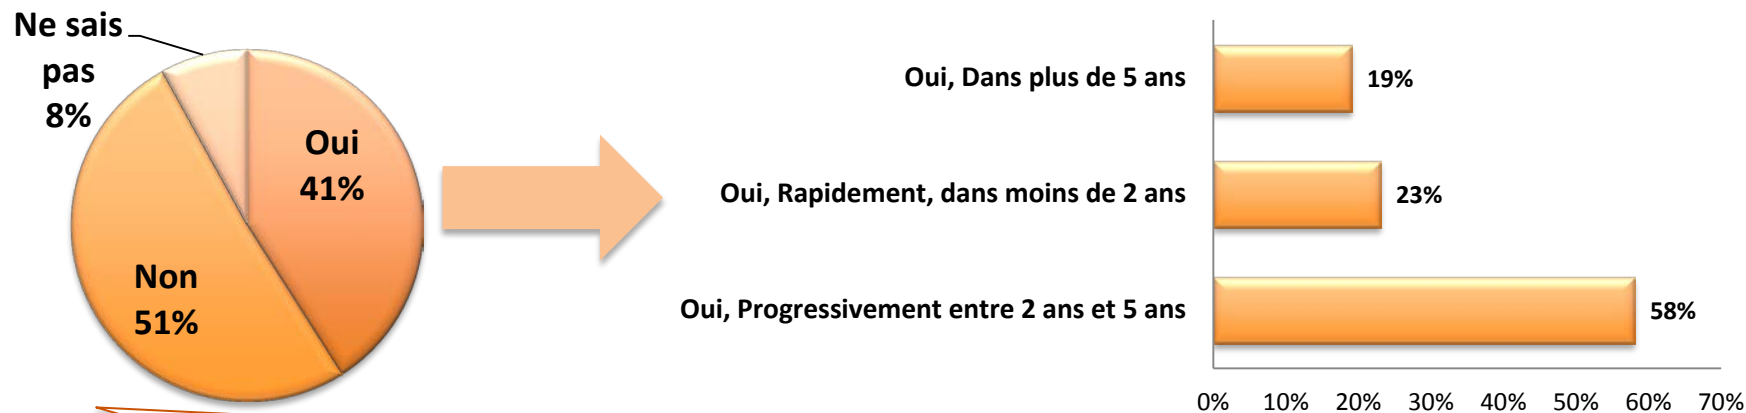 Ne sais
pas
8%
Oui
41%
Non
51%
Oui, Dans plus de 5 ans
19%
Oui, Rapidement, dans moins de 2 ans
23%
Oui, Progressivement entre 2 ans et 5 ans
58%
0% 10% 20% 30% 40% 50% 60% 70%